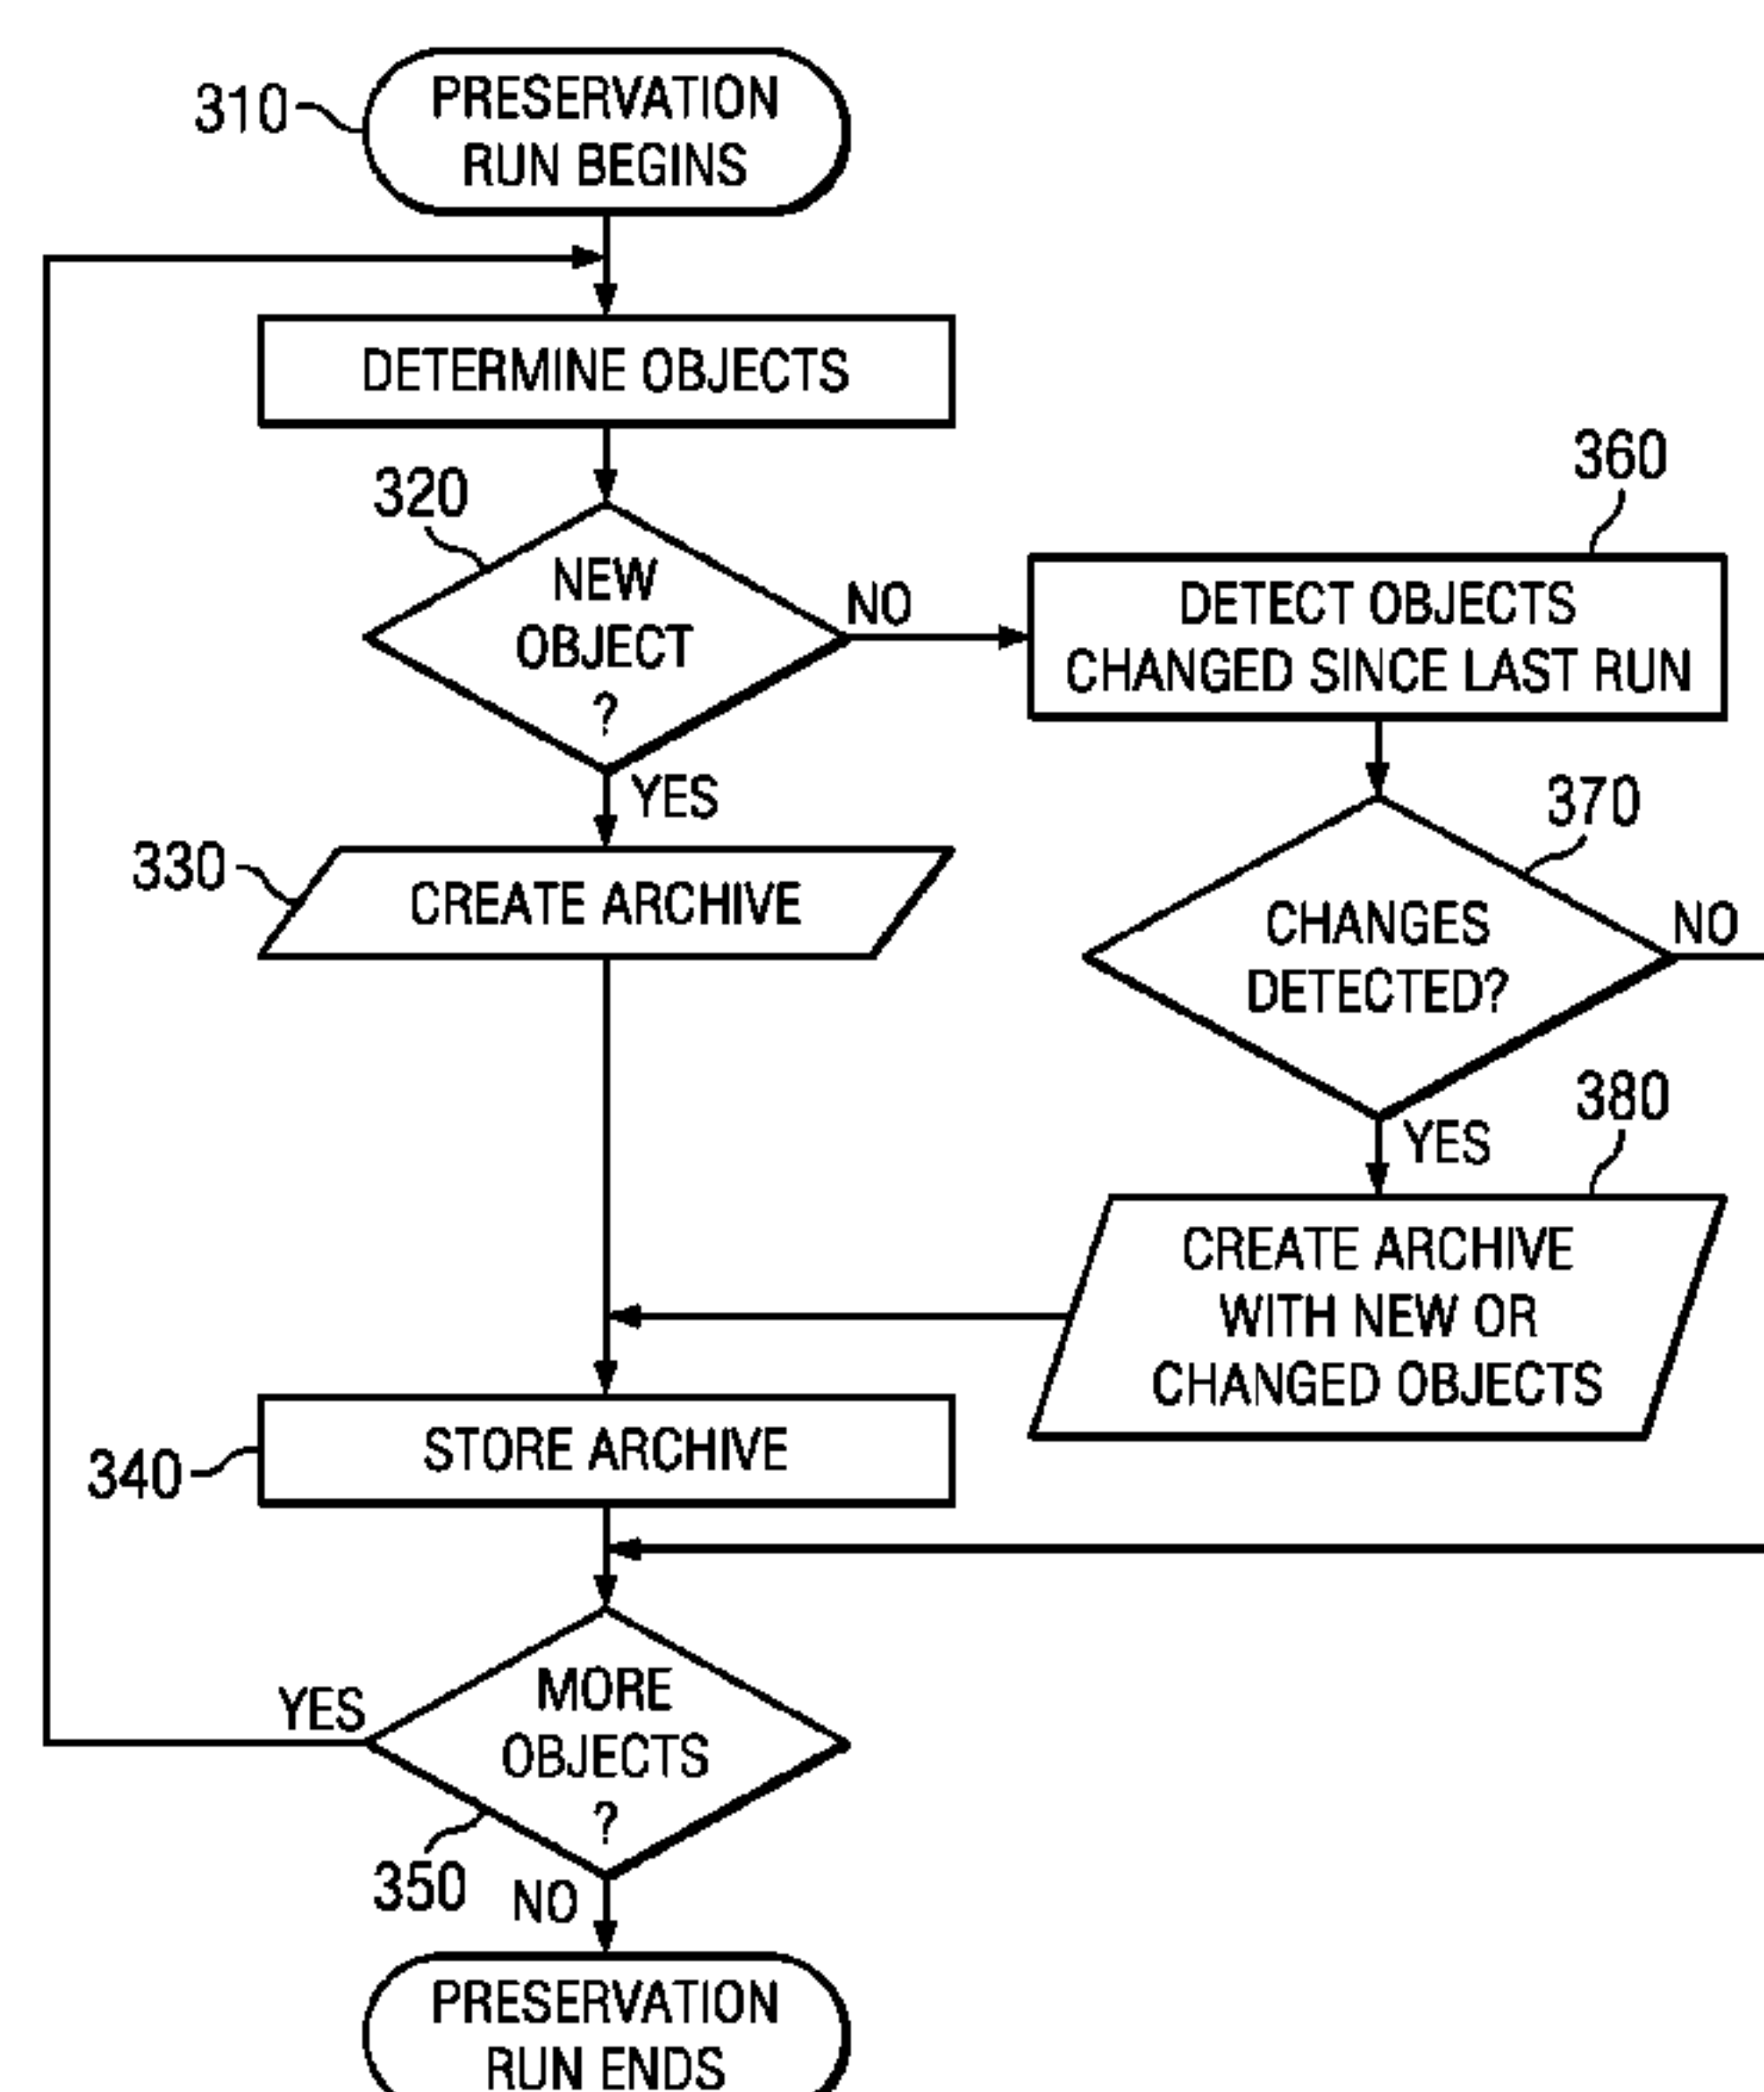 310
PRESERVATION
RUN BEGINS
DETERMINE OBJECTS
320
NEW
OBJECT
?
NO
YES
360
DETECT OBJECTS
CHANGED SINCE LAST RUN
330
CREATE ARCHIVE
370
CHANGES
DETECTED?
NO
YES
380
CREATE ARCHIVE
WITH NEW OR
CHANGED OBJECTS
340
STORE ARCHIVE
MORE
OBJECTS
?
YES
350
NO
PRESERVATION
RUN ENDS